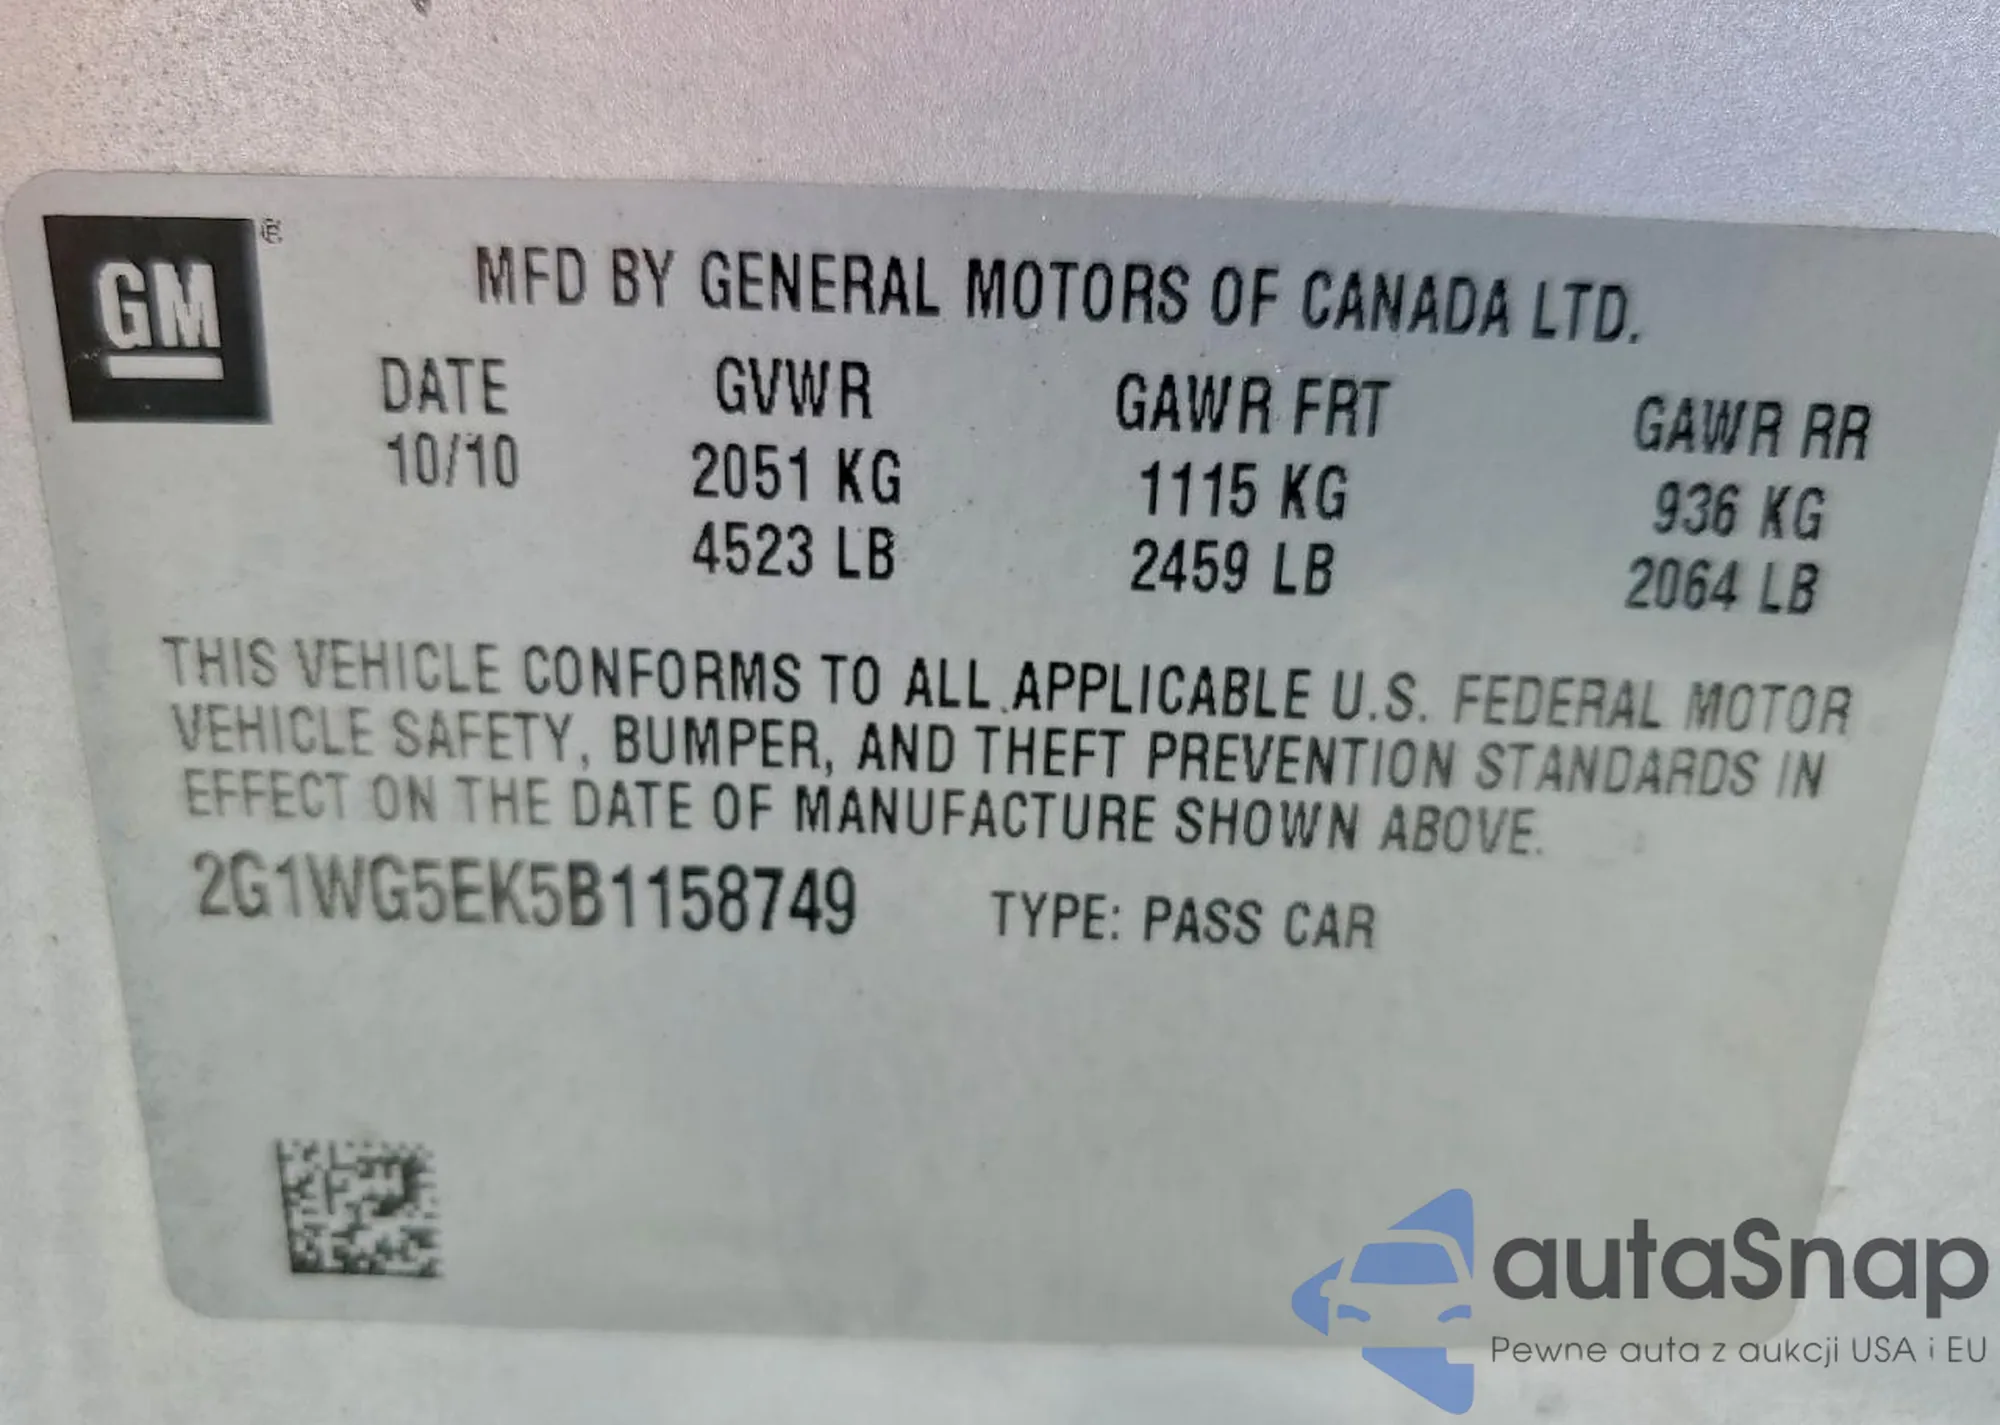 GM ®
MFD BY GENERAL MOTORS OF CANADA LTD.
DATE GVWR GAWR FRT GAWR RR
10/10 2051 KG 1115 KG 936 KG
4523 LB 2459 LB 2064 LB
THIS VEHICLE CONFORMS TO ALL APPLICABLE U.S. FEDERAL MOTOR
VEHICLE SAFETY, BUMPER, AND THEFT PREVENTION STANDARDS IN
EFFECT ON THE DATE OF MANUFACTURE SHOWN ABOVE.
2G1WG5EK5B1158749 TYPE: PASS CAR
autaSnap
Pewne auta z aukcji USA i EU